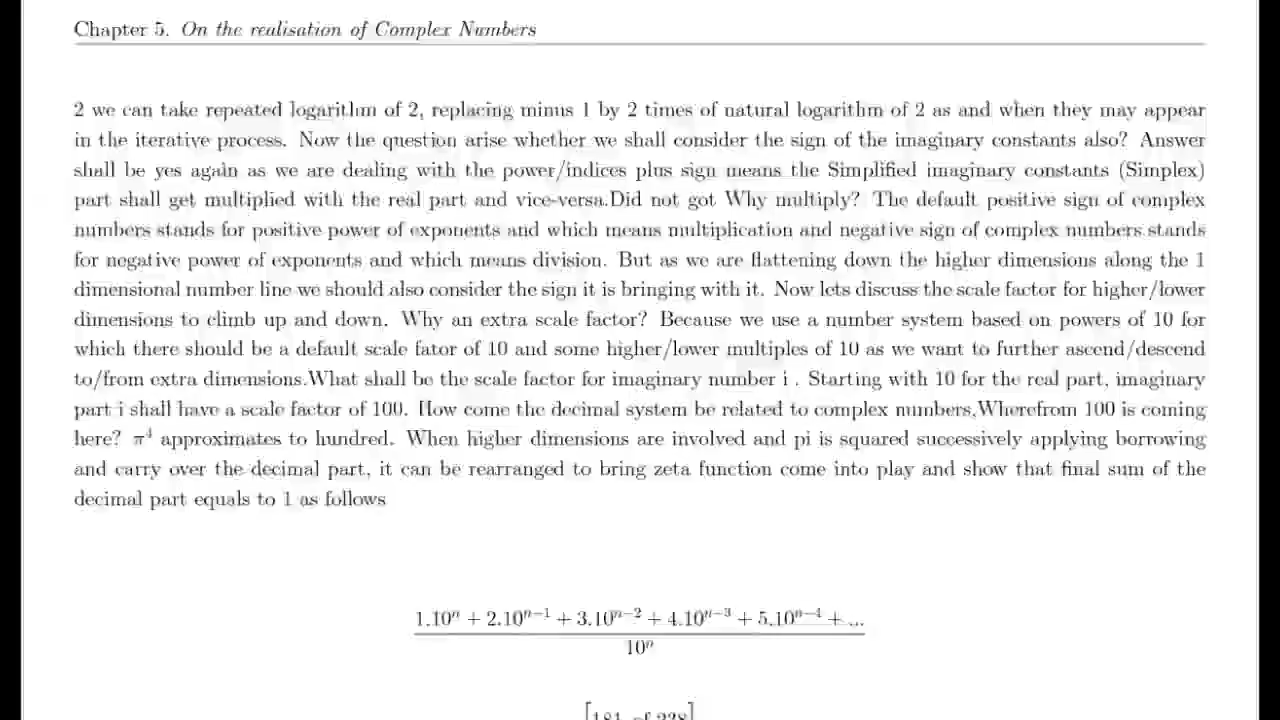 Chapter 5. On the realisation of Complex Numbers
2 we can take repeated logarithm of 2, replacing minus 1 by 2 times of natural logarithm of 2 as and when they may appear
in the iterative process. Now the question arise whether we shall consider the sign of the imaginary constants also? Answer
shall be yes again as we are dealing with the power/indices plus sign means the Simplified imaginary constants (Simplex)
part shall get multiplied with the real part and vice-versa.Did not got Why multiply? The default positive sign of complex
numbers stands for positive power of exponents and which means multiplication and negative sign of complex numbers stands
for negative power of exponents and which means division. But as we are flattening down the higher dimensions along the 1
dimensional number line we should also consider the sign it is bringing with it. Now lets discuss the scale factor for higher/lower
dimensions to climb up and down. Why an extra scale factor? Because we use a number system based on powers of 10 for
which there should be a default scale fator of 10 and some higher/lower multiples of 10 as we want to further ascend/descend
to/from extra dimensions.What shall be the scale factor for imaginary number i . Starting with 10 for the real part, imaginary
part i shall have a scale factor of 100. How come the decimal system be related to complex numbers,Wherefrom 100 is coming
here? π⁴ approximates to hundred. When higher dimensions are involved and pi is squared successively applying borrowing
and carry over the decimal part, it can be rearranged to bring zeta function come into play and show that final sum of the
decimal part equals to 1 as follows
1.10ⁿ + 2.10ⁿ⁻¹ + 3.10ⁿ⁻² + 4.10ⁿ⁻³ + 5.10ⁿ⁻⁴ + ...
10ⁿ
[181 of 228]